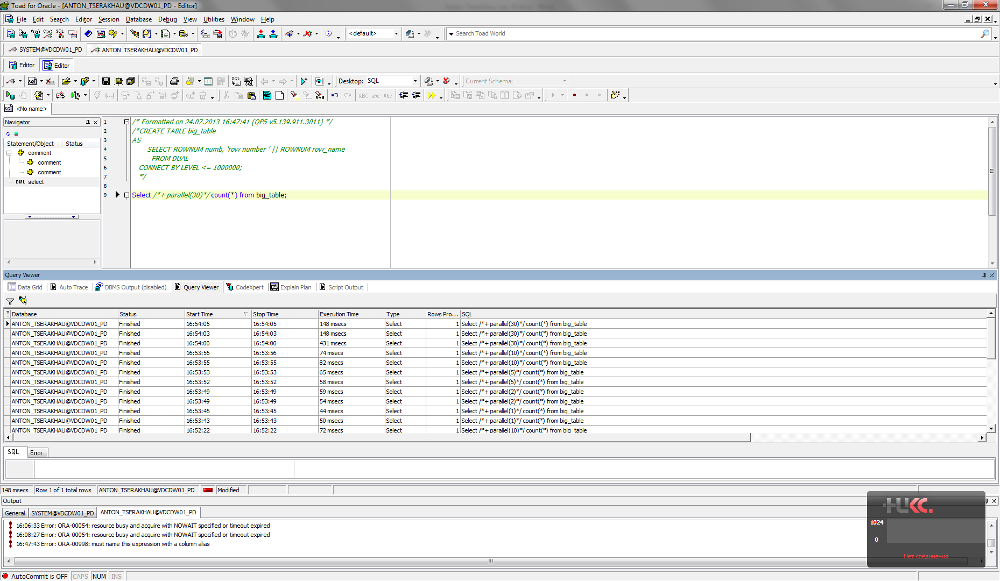 Toad for Oracle - [ANTON_TSERAKHAU@VDCDW01_PD - Editor]
File Edit Search Editor Session Database Debug View Utilities Window Help
<default> Search Toad World
SYSTEM@VDCDW01_PD ANTON_TSERAKHAU@VDCDW01_PD
Editor Editor
Desktop: SQL Current Schema:
<No name>
Navigator
Statement/Object Status
comment
comment
comment
DML select
1 /* Formatted on 24.07.2013 16:47:41 (QP5 v5.139.911.3011) */
2 /*CREATE TABLE big_table
3 AS
4 SELECT ROWNUM numb, 'row number ' || ROWNUM row_name
5 FROM DUAL
6 CONNECT BY LEVEL <= 1000000;
7 */
8
9 Select /*+ parallel(30)*/ count(*) from big_table;
Query Viewer
Data Grid Auto Trace DBMS Output (disabled) Query Viewer CodeXpert Explain Plan Script Output
Database Status Start Time Stop Time Execution Time Type Rows Pro... SQL
ANTON_TSERAKHAU@VDCDW01_PD Finished 16:54:05 16:54:05 148 msecs Select 1 Select /*+ parallel(30)*/ count(*) from big_table
ANTON_TSERAKHAU@VDCDW01_PD Finished 16:54:03 16:54:03 148 msecs Select 1 Select /*+ parallel(30)*/ count(*) from big_table
ANTON_TSERAKHAU@VDCDW01_PD Finished 16:54:00 16:54:00 431 msecs Select 1 Select /*+ parallel(30)*/ count(*) from big_table
ANTON_TSERAKHAU@VDCDW01_PD Finished 16:53:56 16:53:56 74 msecs Select 1 Select /*+ parallel(10)*/ count(*) from big_table
ANTON_TSERAKHAU@VDCDW01_PD Finished 16:53:55 16:53:55 82 msecs Select 1 Select /*+ parallel(10)*/ count(*) from big_table
ANTON_TSERAKHAU@VDCDW01_PD Finished 16:53:53 16:53:53 65 msecs Select 1 Select /*+ parallel(5)*/ count(*) from big_table
ANTON_TSERAKHAU@VDCDW01_PD Finished 16:53:52 16:53:52 58 msecs Select 1 Select /*+ parallel(5)*/ count(*) from big_table
ANTON_TSERAKHAU@VDCDW01_PD Finished 16:53:49 16:53:49 59 msecs Select 1 Select /*+ parallel(2)*/ count(*) from big_table
ANTON_TSERAKHAU@VDCDW01_PD Finished 16:53:49 16:53:49 54 msecs Select 1 Select /*+ parallel(2)*/ count(*) from big_table
ANTON_TSERAKHAU@VDCDW01_PD Finished 16:53:45 16:53:45 44 msecs Select 1 Select /*+ parallel(1)*/ count(*) from big_table
ANTON_TSERAKHAU@VDCDW01_PD Finished 16:53:43 16:53:43 50 msecs Select 1 Select /*+ parallel(1)*/ count(*) from big_table
ANTON_TSERAKHAU@VDCDW01_PD Finished 16:52:22 16:52:22 72 msecs Select 1 Select /*+ parallel(10)*/ count(*) from big_table
SQL Error
148 msecs Row 1 of 1 total rows ANTON_TSERAKHAU@VDCDW01_PD Modified
Output
General SYSTEM@VDCDW01_PD ANTON_TSERAKHAU@VDCDW01_PD
16:06:33 Error: ORA-00054: resource busy and acquire with NOWAIT specified or timeout expired
16:08:27 Error: ORA-00054: resource busy and acquire with NOWAIT specified or timeout expired
16:47:43 Error: ORA-00998: must name this expression with a column alias
1024
0
Нет соединения
AutoCommit is OFF CAPS NUM INS